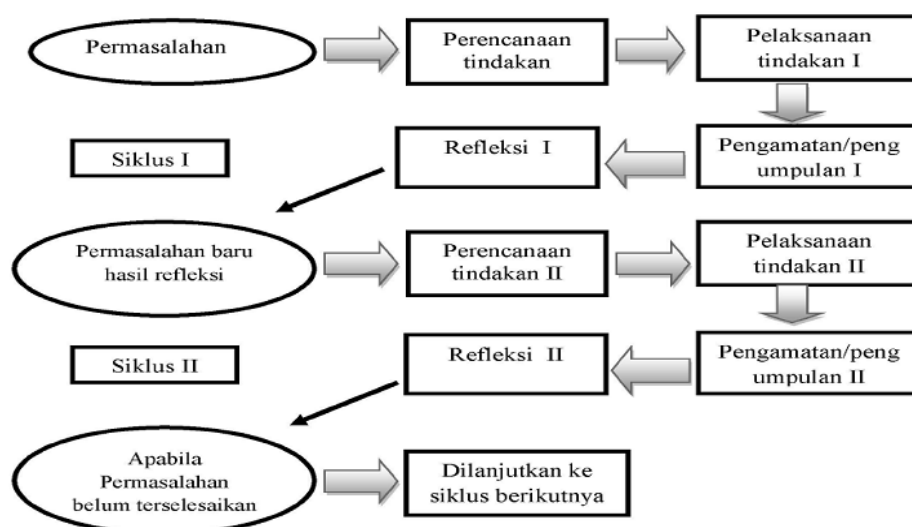 Permasalahan
Perencanaan
tindakan
Pelaksanaan
tindakan I
Siklus I
Refleksi I
Pengamatan/peng
umpulan I
Permasalahan baru
hasil refleksi
Perencanaan
tindakan II
Pelaksanaan
tindakan II
Siklus II
Refleksi II
Pengamatan/peng
umpulan II
Apabila
Permasalahan
belum terselesaikan
Dilanjutkan ke
siklus berikutnya